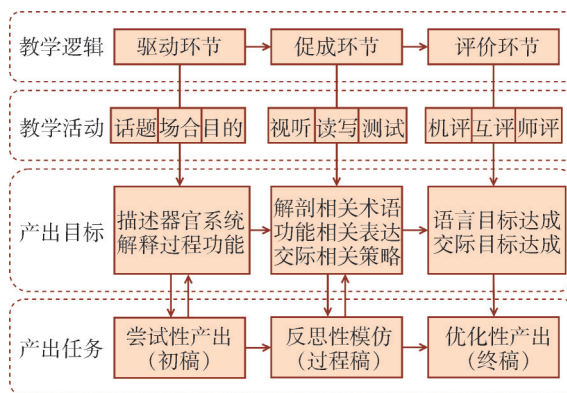 教学逻辑 驱动环节 促成环节 评价环节
教学活动 话题 场合 目的 视听 读写 测试 机评 互评 师评
产出目标
描述器官系统
解释过程功能
解剖相关术语
功能相关表达
交际相关策略
语言目标达成
交际目标达成
产出任务
尝试性产出
（初稿）
反思性模仿
（过程稿）
优化性产出
（终稿）